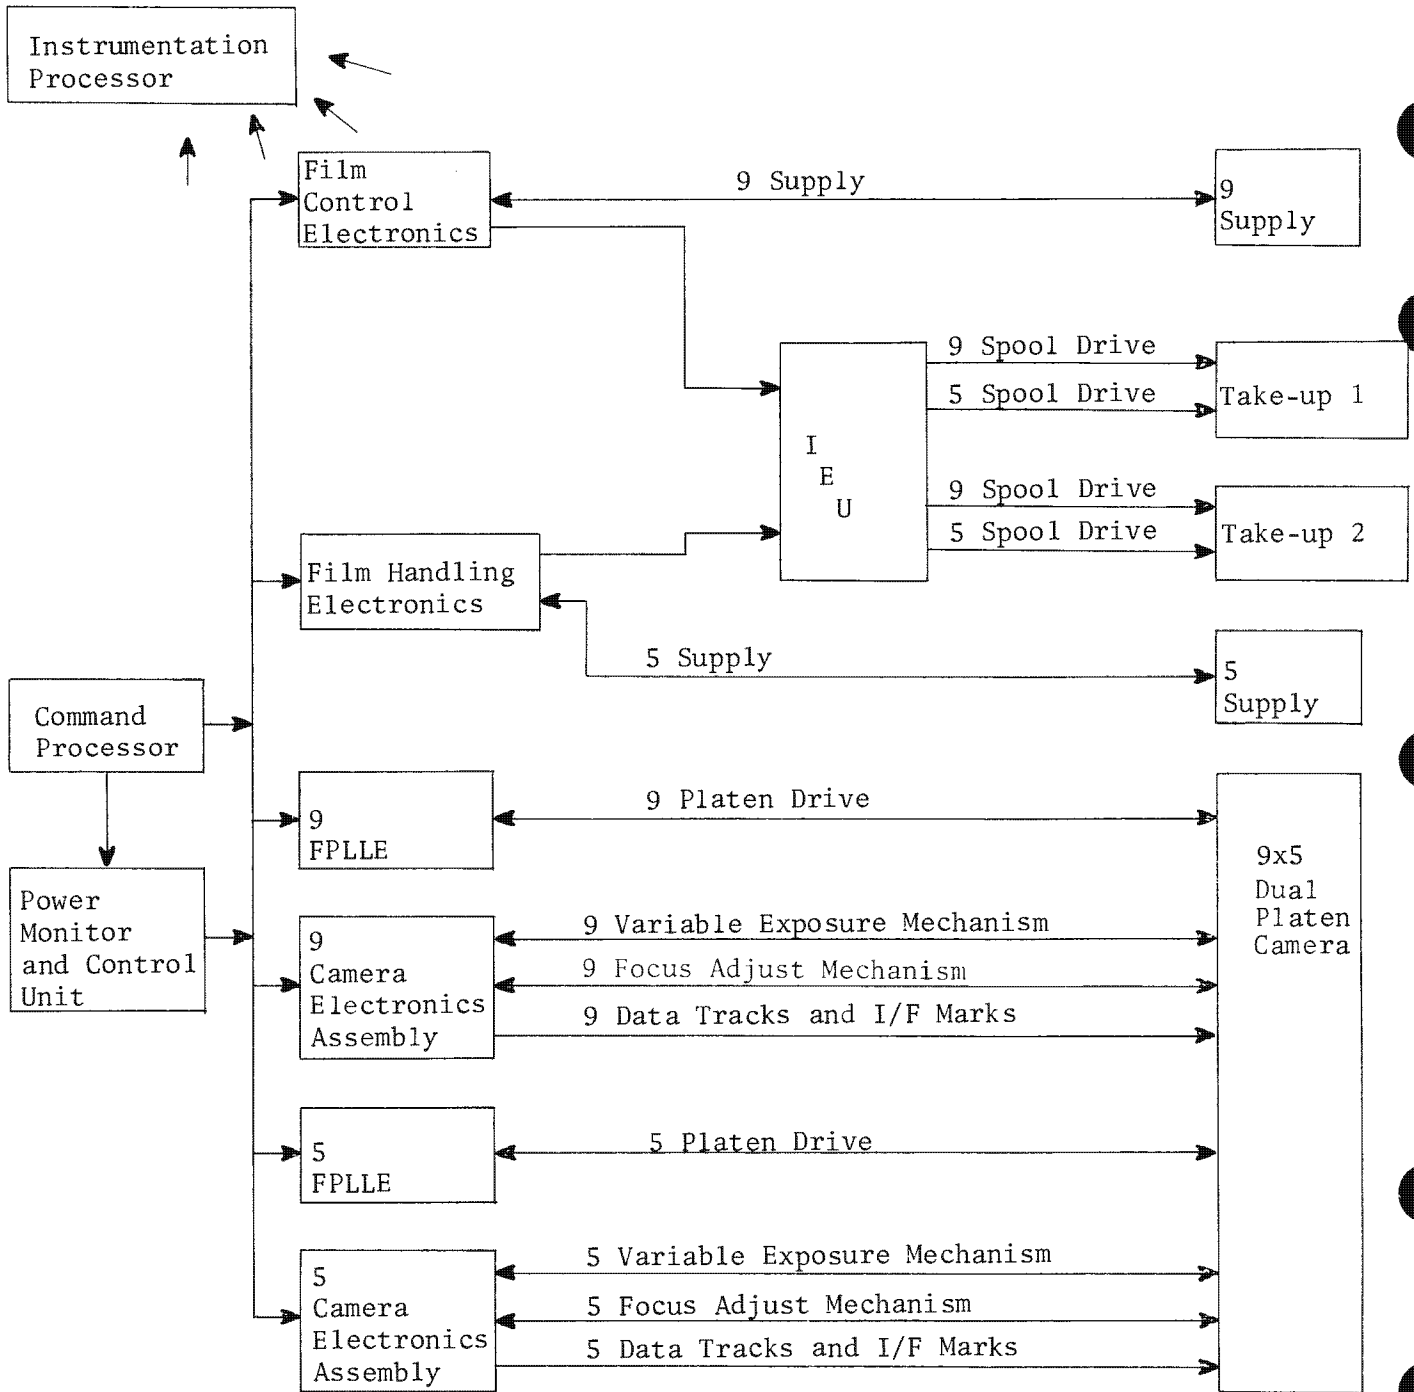 Instrumentation
Processor
Film
Control
Electronics
9 Supply
9
Supply
9 Spool Drive
5 Spool Drive
Take-up 1
I
E
U
9 Spool Drive
5 Spool Drive
Take-up 2
Film Handling
Electronics
5 Supply
5
Supply
Command
Processor
9
FPLLE
9 Platen Drive
9x5
Dual
Platen
Camera
Power
Monitor
and Control
Unit
9
Camera
Electronics
Assembly
9 Variable Exposure Mechanism
9 Focus Adjust Mechanism
9 Data Tracks and I/F Marks
5
FPLLE
5 Platen Drive
5
Camera
Electronics
Assembly
5 Variable Exposure Mechanism
5 Focus Adjust Mechanism
5 Data Tracks and I/F Marks